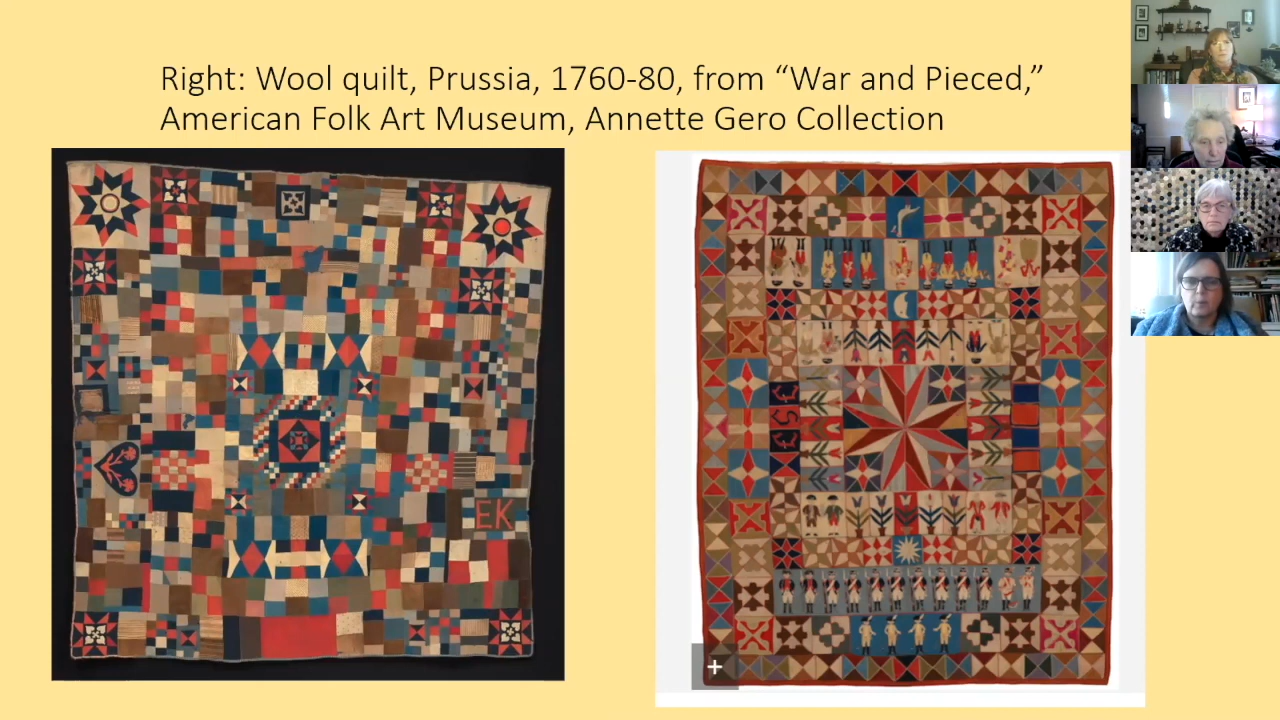 Right: Wool quilt, Prussia, 1760-80, from “War and Pieced,”
American Folk Art Museum, Annette Gero Collection
EK